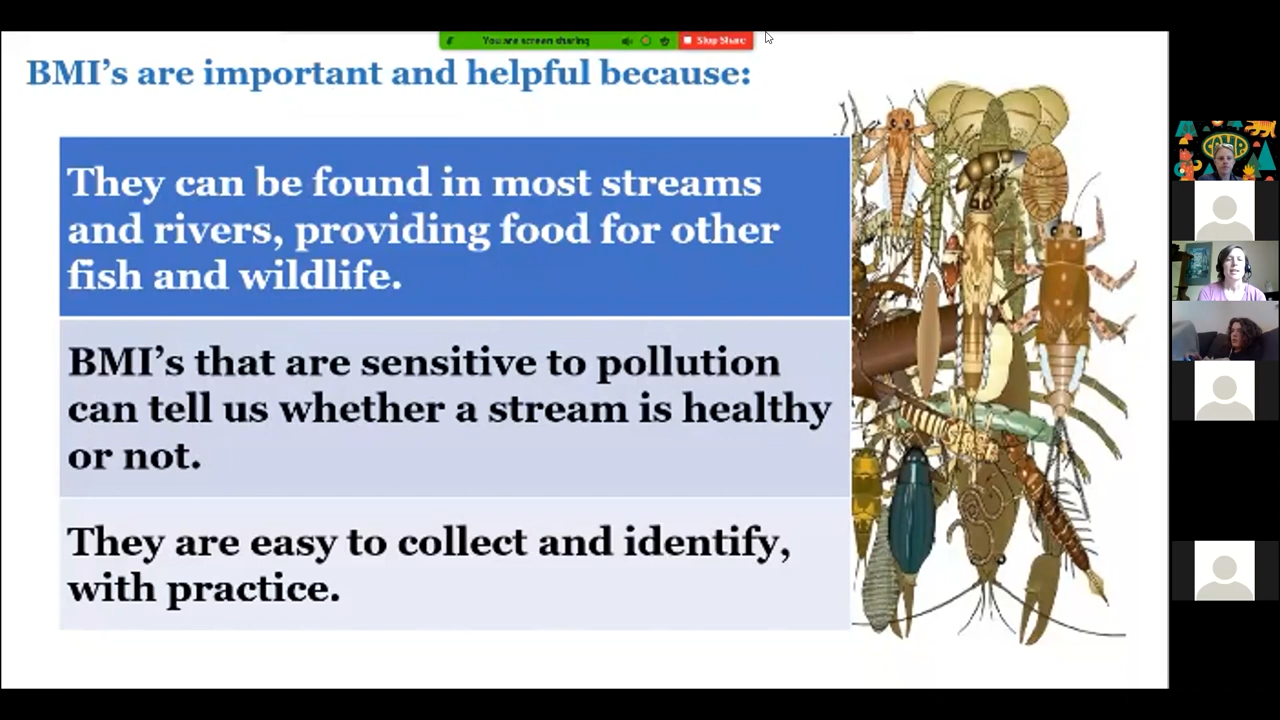 You are screen sharing
Stop Share
BMI's are important and helpful because:
They can be found in most streams
and rivers, providing food for other
fish and wildlife.
BMI's that are sensitive to pollution
can tell us whether a stream is healthy
or not.
They are easy to collect and identify,
with practice.